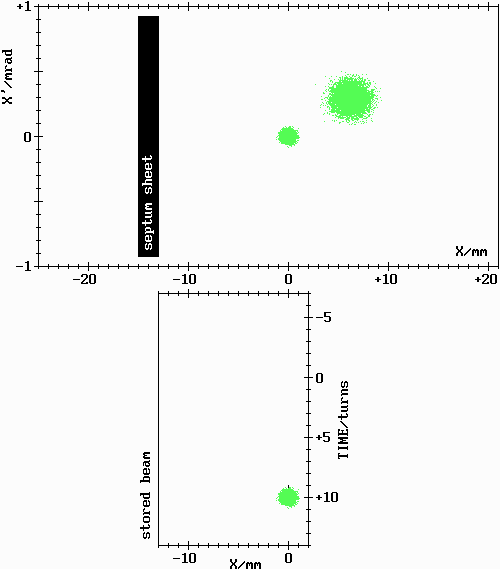 +1
X'/mrad
0
-1
septum sheet
X/mm
-20
-10
0
+10
+20
-5
0
+5
+10
TIME/turns
stored beam
-10
0
X/mm